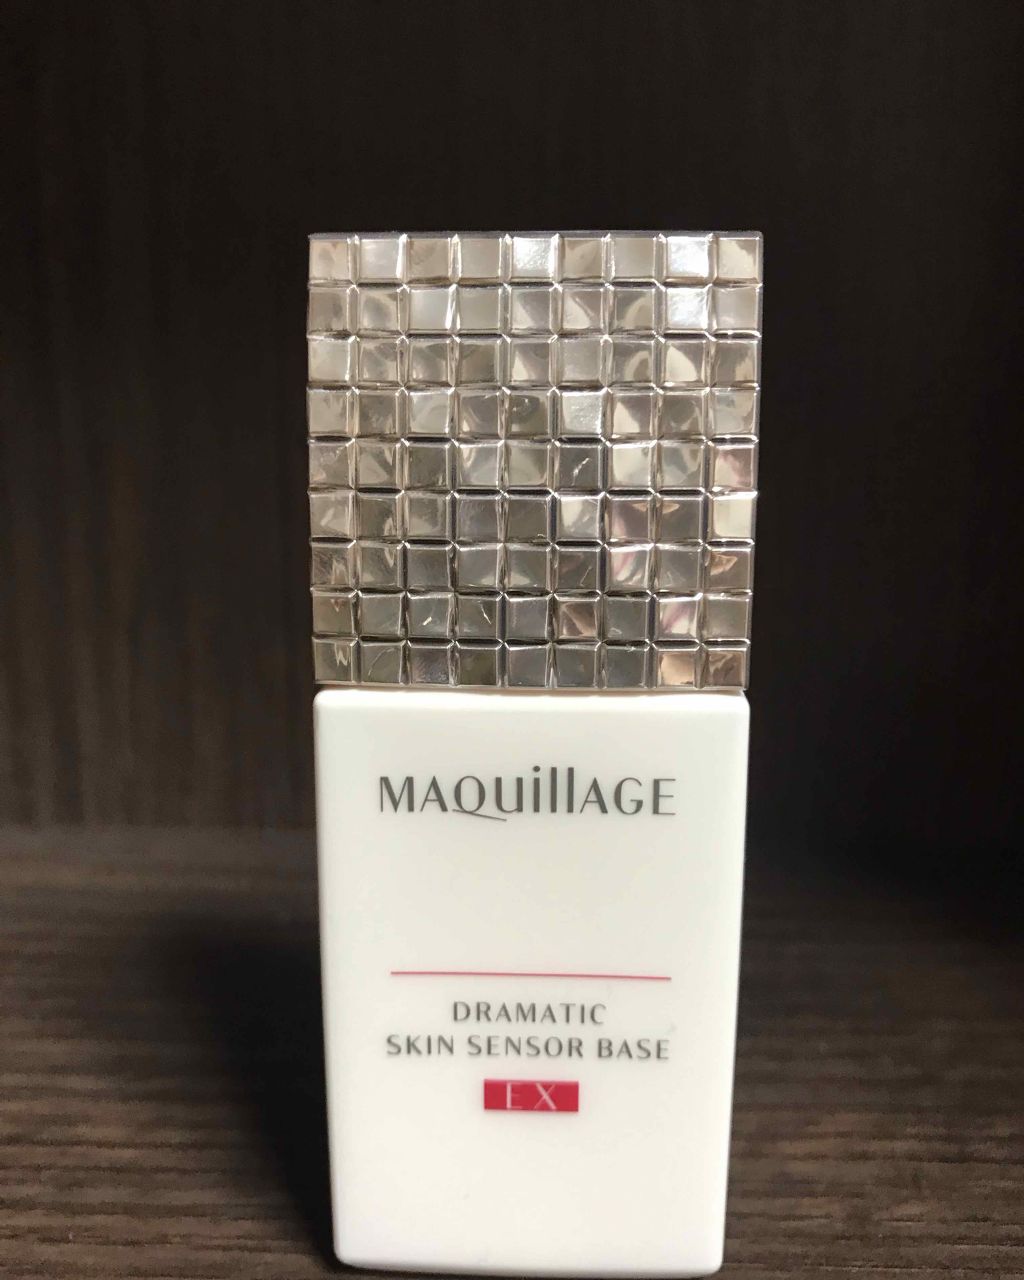 MAQuillAGE
DRAMATIC
SKIN SENSOR BASE
EX